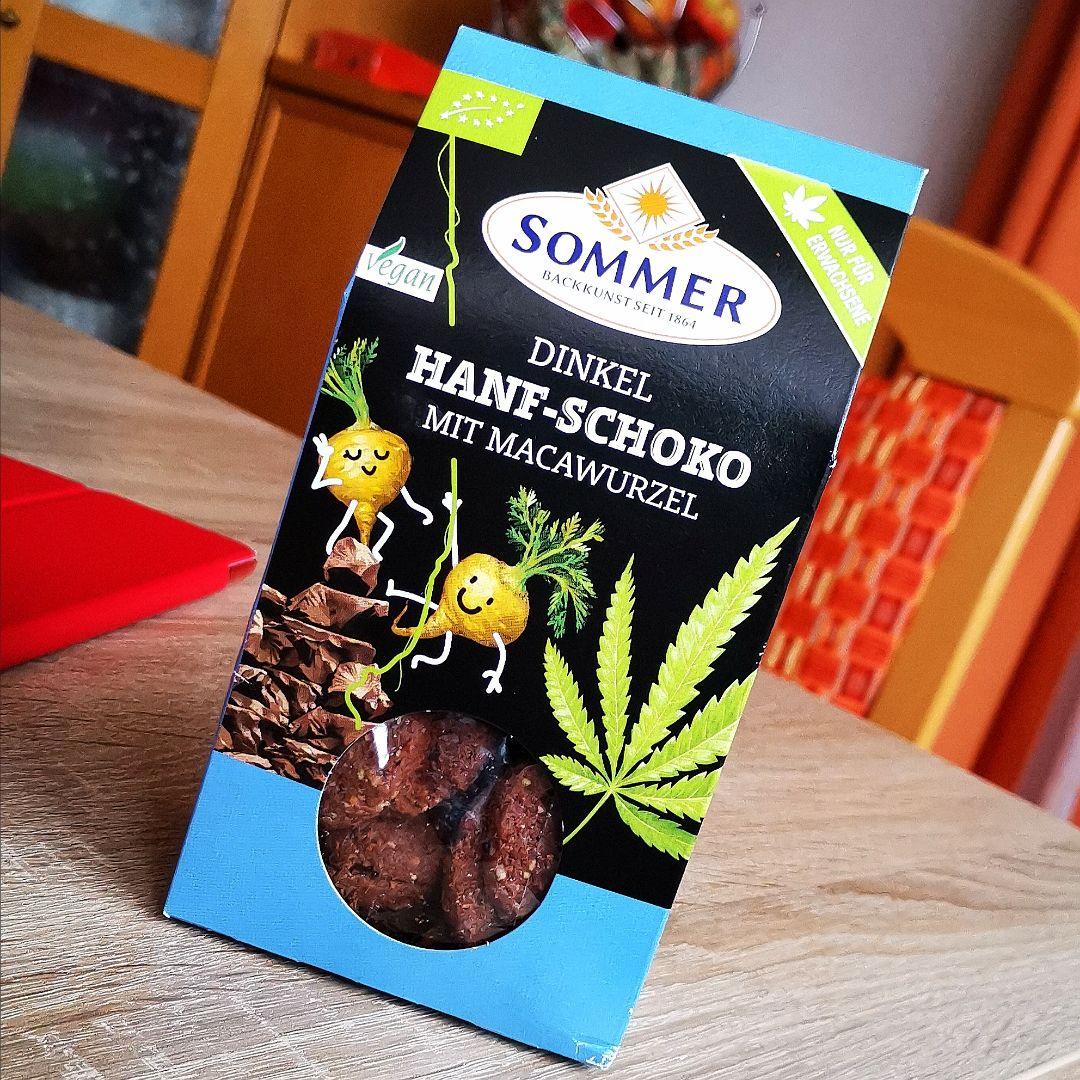 SOMMER
BACKKUNST SEIT 1864
NUR FÜR
ERWACHSENE
Vegan
DINKEL
HANF-SCHOKO
MIT MACAWURZEL